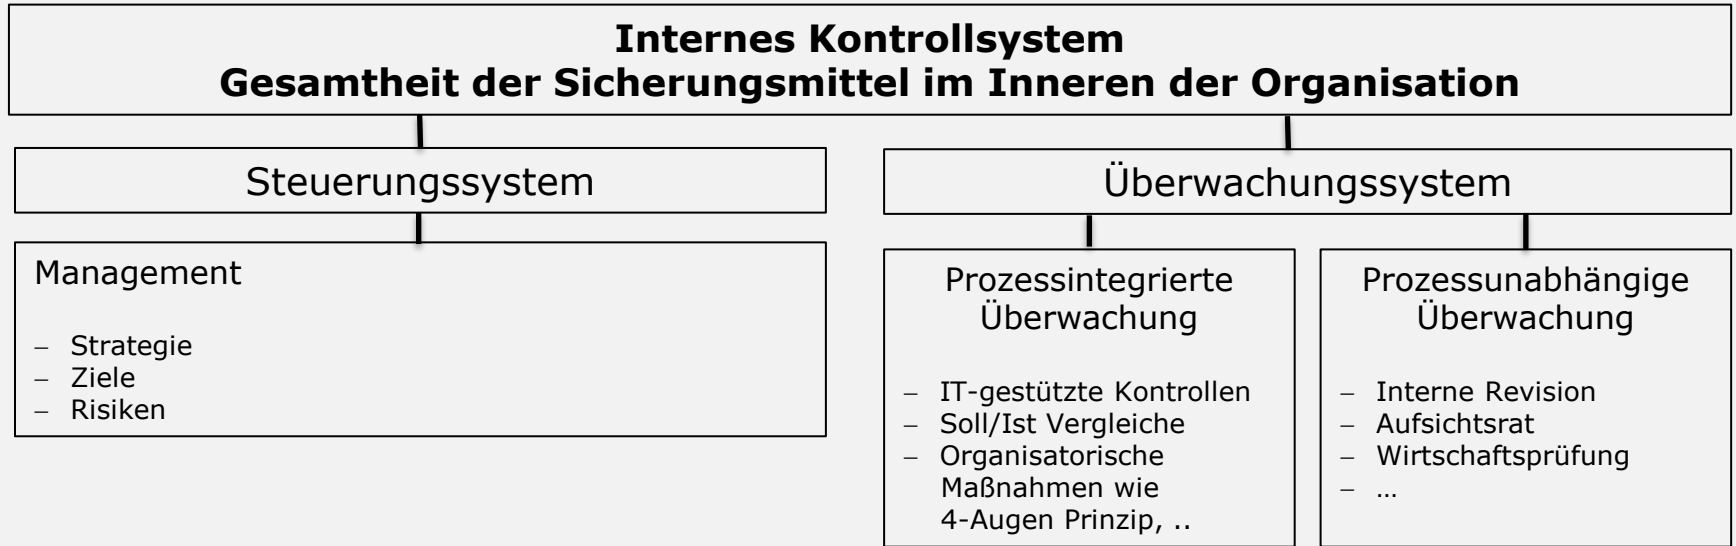 Internes Kontrollsystem
Gesamtheit der Sicherungsmittel im Inneren der Organisation
Steuerungssystem
Management
– Strategie
– Ziele
– Risiken
Überwachungssystem
Prozessintegrierte
Überwachung
– IT-gestützte Kontrollen
– Soll/Ist Vergleiche
– Organisatorische
Maßnahmen wie
4-Augen Prinzip, ..
Prozessunabhängige
Überwachung
– Interne Revision
– Aufsichtsrat
– Wirtschaftsprüfung
– …